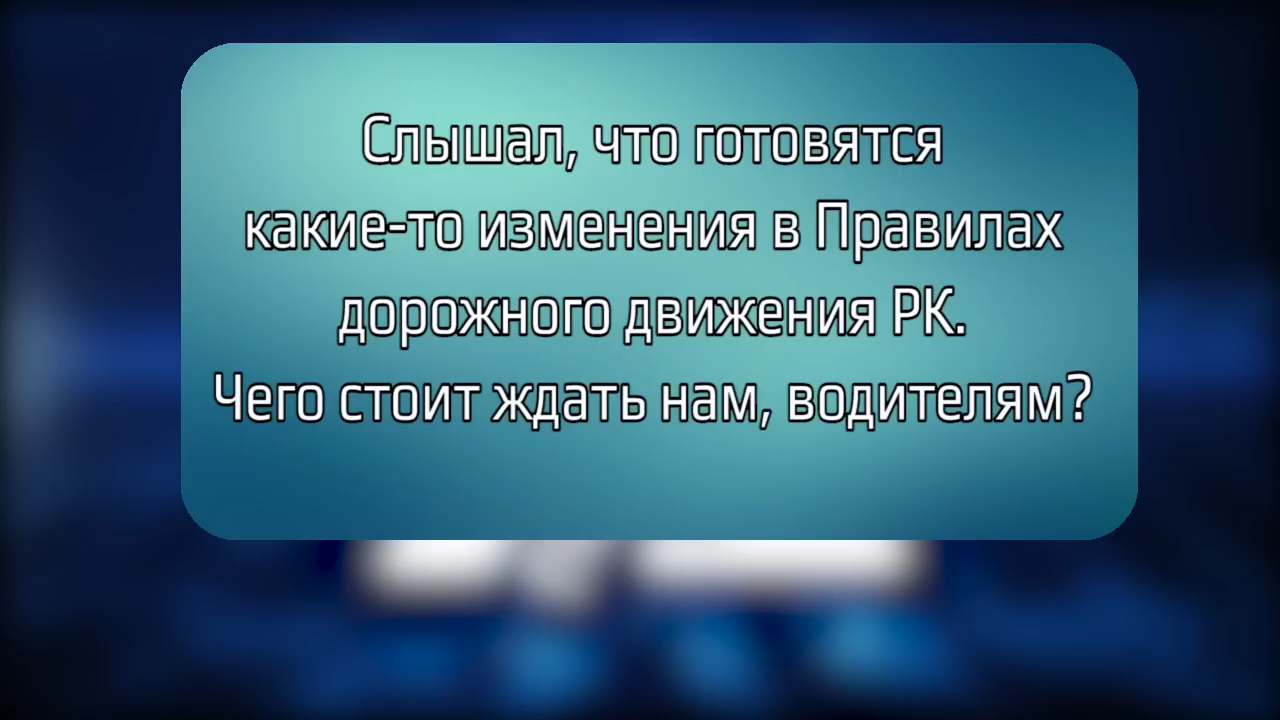 Слышал, что готовятся
какие-то изменения в Правилах
дорожного движения РК.
Чего стоит ждать нам, водителям?